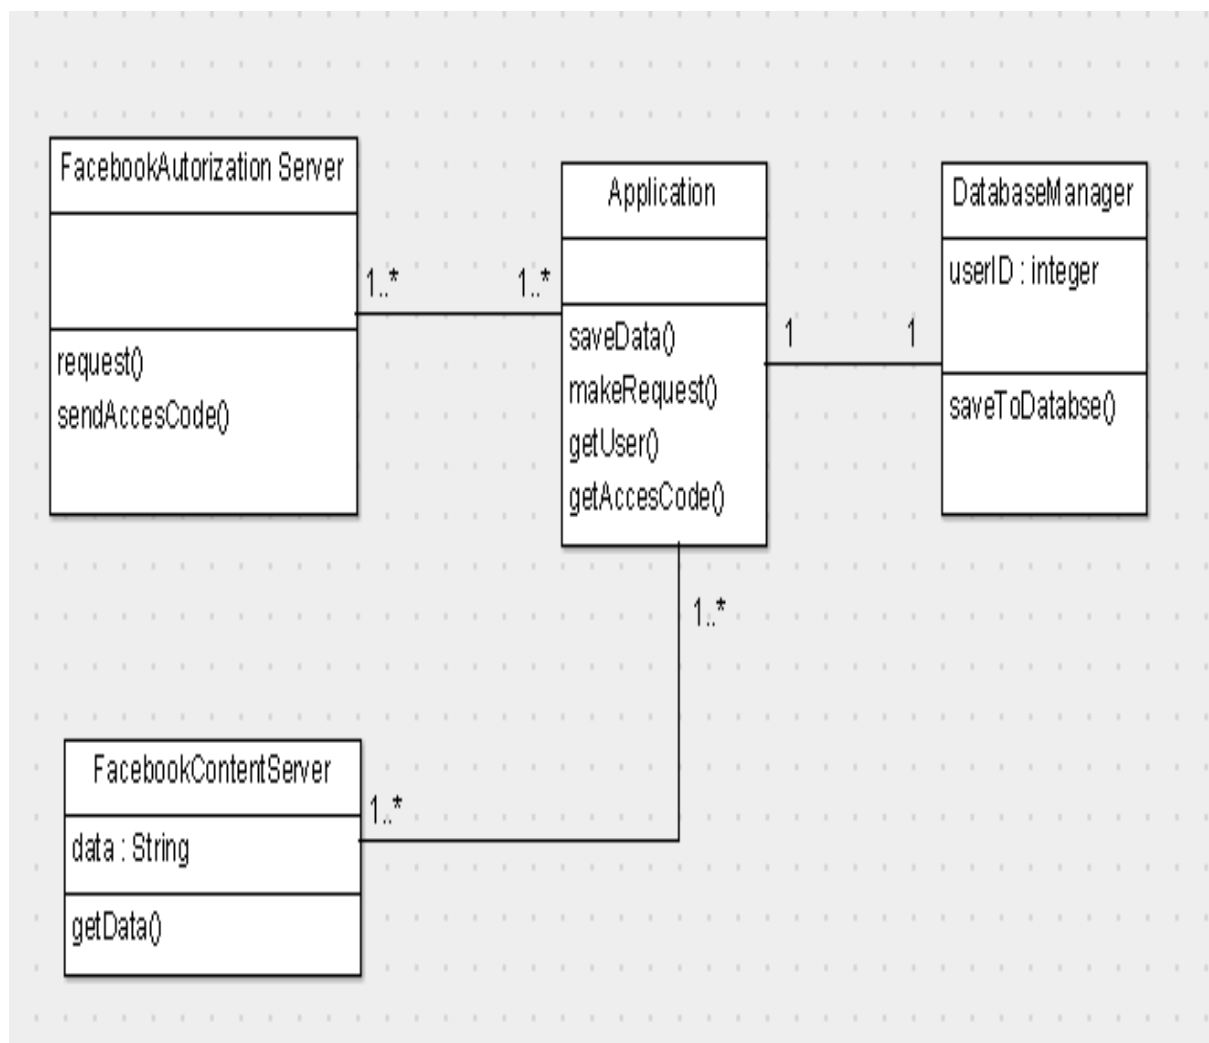 FacebookAutorization Server
request()
sendAccesCode()
1..*
1..*
Application
saveData()
makeRequest()
getUser()
getAccesCode()
1
1
DatabaseManager
userID : integer
saveToDatabse()
1..*
FacebookContentServer
data : String
getData()
1..*